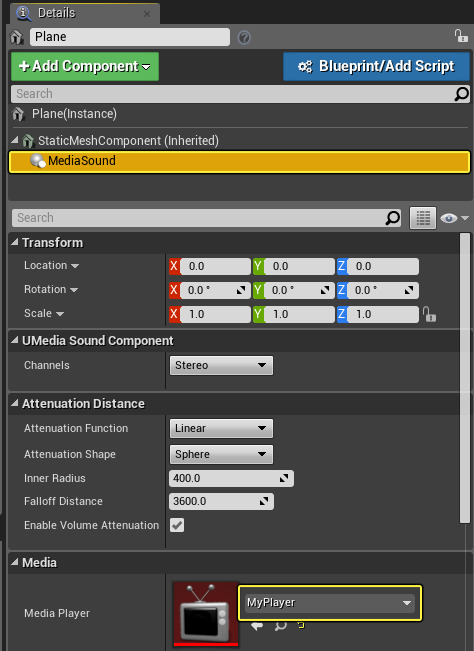 Details
Plane
+ Add Component
Blueprint/Add Script
Search
Plane(Instance)
StaticMeshComponent (Inherited)
MediaSound
Search
Transform
Location X 0.0 Y 0.0 Z 0.0
Rotation X 0.0 ° Y 0.0 ° Z 0.0 °
Scale X 1.0 Y 1.0 Z 1.0
UMedia Sound Component
Channels Stereo
Attenuation Distance
Attenuation Function Linear
Attenuation Shape Sphere
Inner Radius 400.0
Falloff Distance 3600.0
Enable Volume Attenuation
Media
Media Player MyPlayer